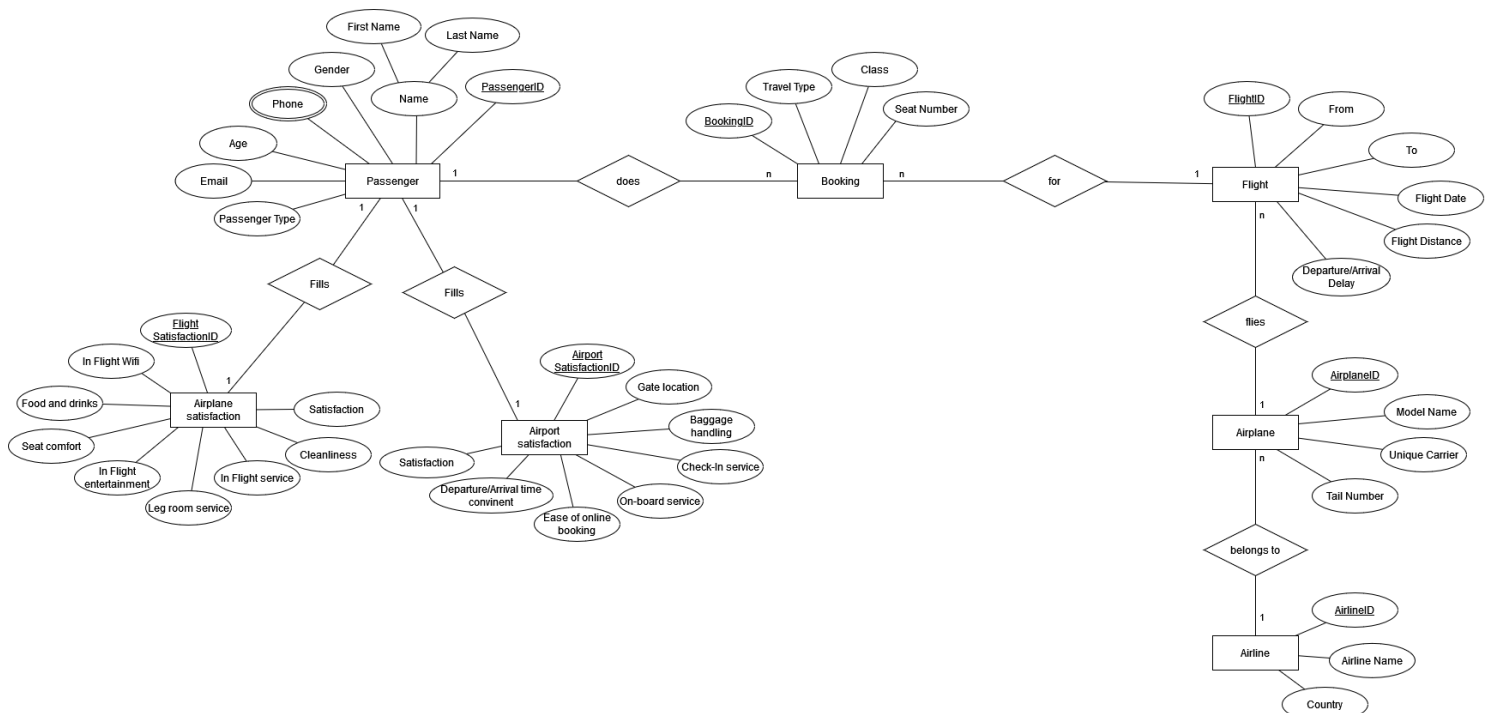 First Name
Last Name
Gender
Name
PassengerID
Phone
Age
Email
Passenger Type
Passenger
1
does
n
1
1
Class
Travel Type
BookingID
Seat Number
Booking
n
for
1
FlightID
From
To
Flight
Flight Date
Flight Distance
Departure/Arrival
Delay
n
Fills
Fills
flies
Flight
SatisfactionID
In Flight Wifi
1
Food and drinks
Airplane
satisfaction
Satisfaction
Seat comfort
Cleanliness
In Flight
entertainment
In Flight service
Leg room service
Airport
SatisfactionID
Gate location
1
Baggage
handling
Airport
satisfaction
Satisfaction
Check-In service
Departure/Arrival time
convinent
On-board service
Ease of online
booking
AirplaneID
1
Model Name
Airplane
Unique Carrier
n
Tail Number
belongs to
AirlineID
1
Airline
Airline Name
Country